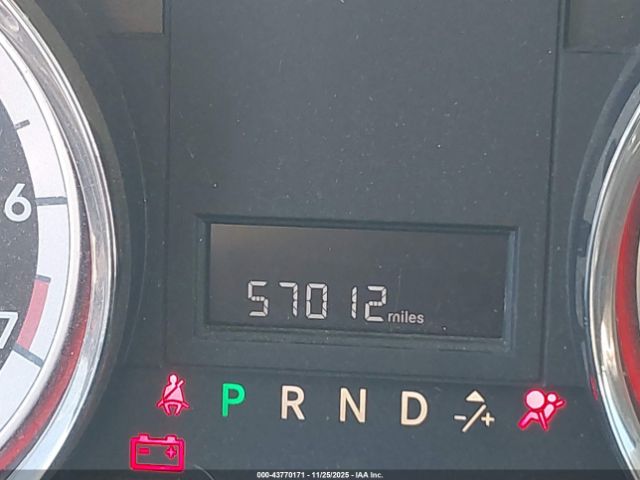 6
7
57012 miles
P R N D -/+
- +
000-43770171 - 11/25/2025 - IAA Inc.